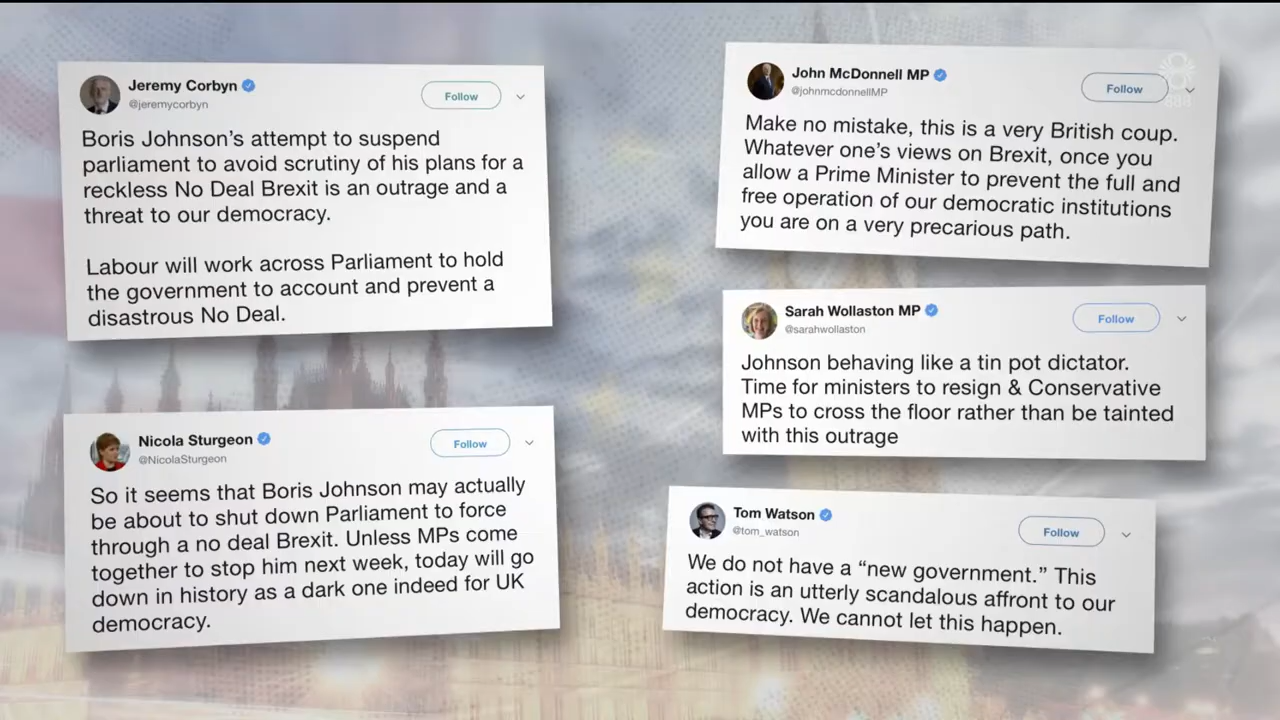 Jeremy Corbyn
@jeremycorbyn
Follow
Boris Johnson’s attempt to suspend
parliament to avoid scrutiny of his plans for a
reckless No Deal Brexit is an outrage and a
threat to our democracy.
Labour will work across Parliament to hold
the government to account and prevent a
disastrous No Deal.
Nicola Sturgeon
@NicolaSturgeon
Follow
So it seems that Boris Johnson may actually
be about to shut down Parliament to force
through a no deal Brexit. Unless MPs come
together to stop him next week, today will go
down in history as a dark one indeed for UK
democracy.
John McDonnell MP
@johnmcdonnellMP
Follow
Make no mistake, this is a very British coup.
Whatever one’s views on Brexit, once you
allow a Prime Minister to prevent the full and
free operation of our democratic institutions
you are on a very precarious path.
Sarah Wollaston MP
@sarahwollaston
Follow
Johnson behaving like a tin pot dictator.
Time for ministers to resign & Conservative
MPs to cross the floor rather than be tainted
with this outrage
Tom Watson
@tom_watson
Follow
We do not have a “new government.” This
action is an utterly scandalous affront to our
democracy. We cannot let this happen.
888